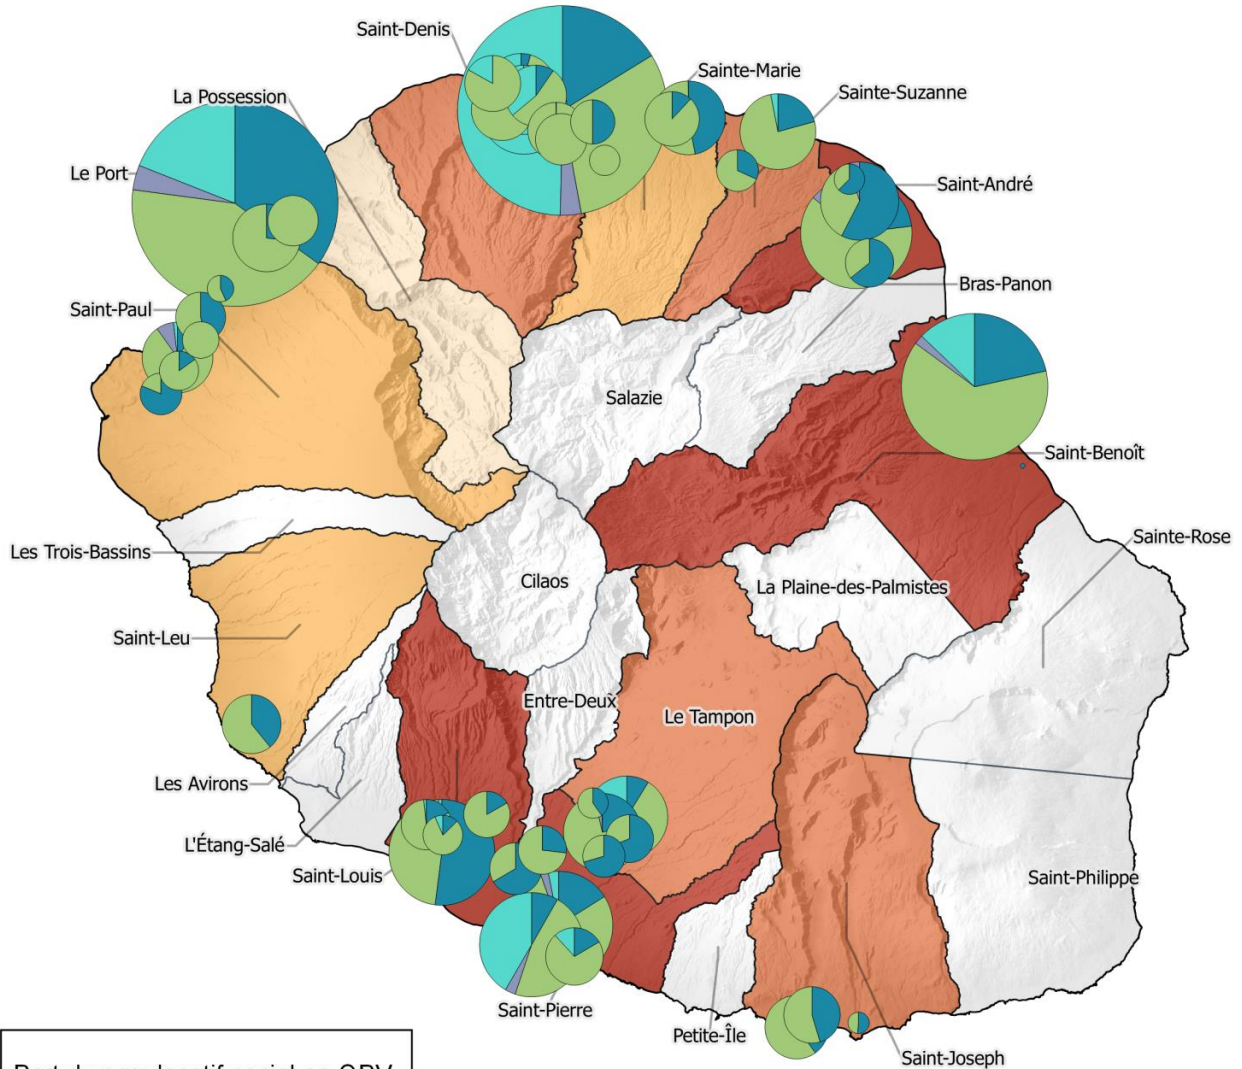 Saint-Denis
Sainte-Marie
La Possession
Sainte-Suzanne
Le Port
Saint-André
Bras-Panon
Saint-Paul
Salazie
Saint-Benoît
Sainte-Rose
Les Trois-Bassins
Cilaos
La Plaine-des-Palmistes
Saint-Leu
Entre-Deux
Le Tampon
Les Avirons
L'Étang-Salé
Saint-Louis
Saint-Philippe
Saint-Pierre
Petite-Île
Saint-Joseph